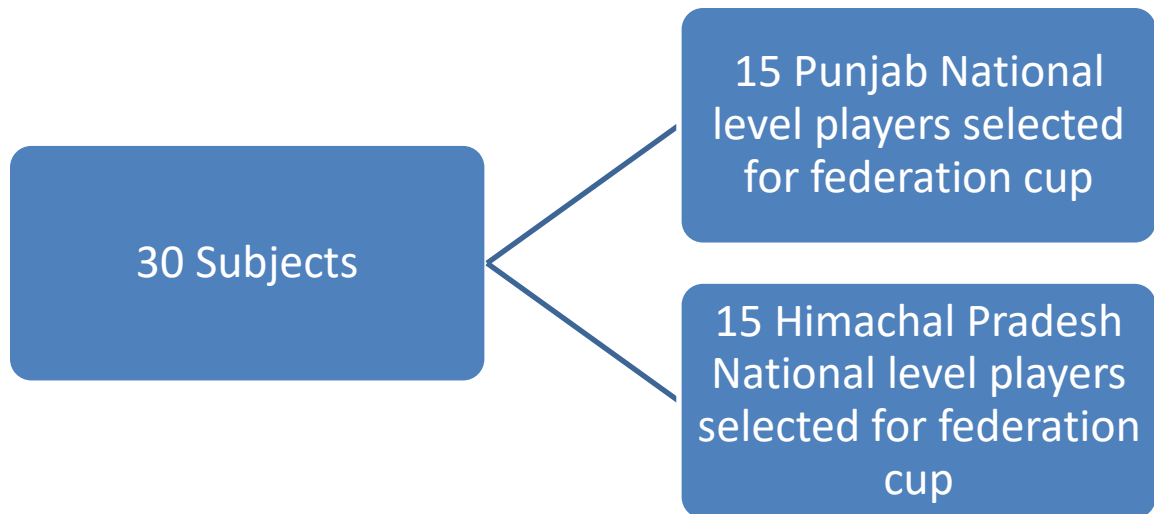 30 Subjects
15 Punjab National
level players selected
for federation cup
15 Himachal Pradesh
National level players
selected for federation
cup